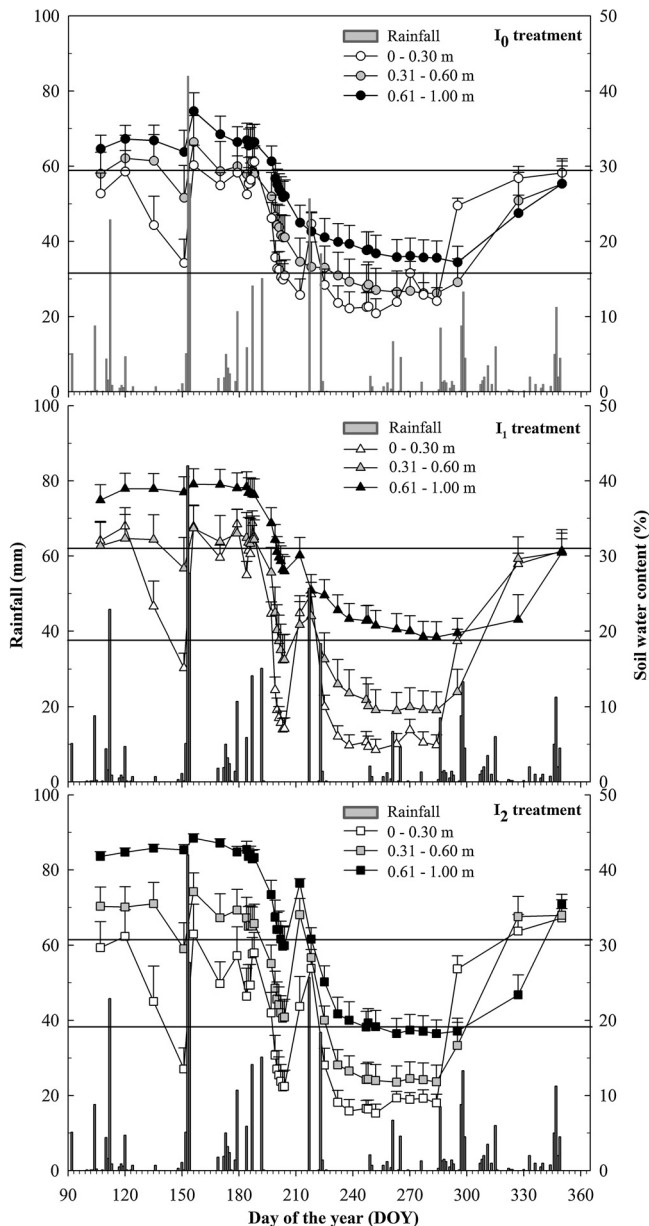 100
80
60
40
20
0
50
40
30
20
10
0
I0 treatment
Rainfall
0 - 0.30 m
0.31 - 0.60 m
0.61 - 1.00 m
100
80
60
40
20
0
50
40
30
20
10
0
I1 treatment
Rainfall
0 - 0.30 m
0.31 - 0.60 m
0.61 - 1.00 m
Rainfall (mm)
Soil water content (%)
100
80
60
40
20
0
50
40
30
20
10
0
I2 treatment
Rainfall
0 - 0.30 m
0.31 - 0.60 m
0.61 - 1.00 m
90 120 150 180 210 240 270 300 330 360
Day of the year (DOY)